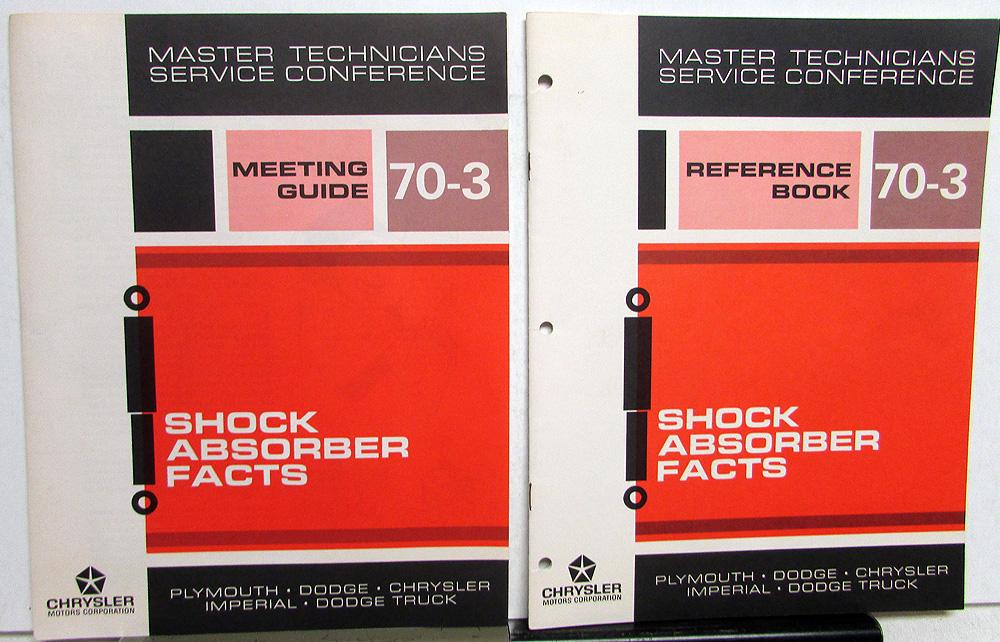 MASTER TECHNICIANS
SERVICE CONFERENCE
MEETING
GUIDE
70-3
SHOCK
ABSORBER
FACTS
CHRYSLER
MOTORS CORPORATION
PLYMOUTH · DODGE · CHRYSLER
IMPERIAL · DODGE TRUCK
MASTER TECHNICIANS
SERVICE CONFERENCE
REFERENCE
BOOK
70-3
SHOCK
ABSORBER
FACTS
CHRYSLER
MOTORS CORPORATION
PLYMOUTH · DODGE · CHRYSLER
IMPERIAL · DODGE TRUCK